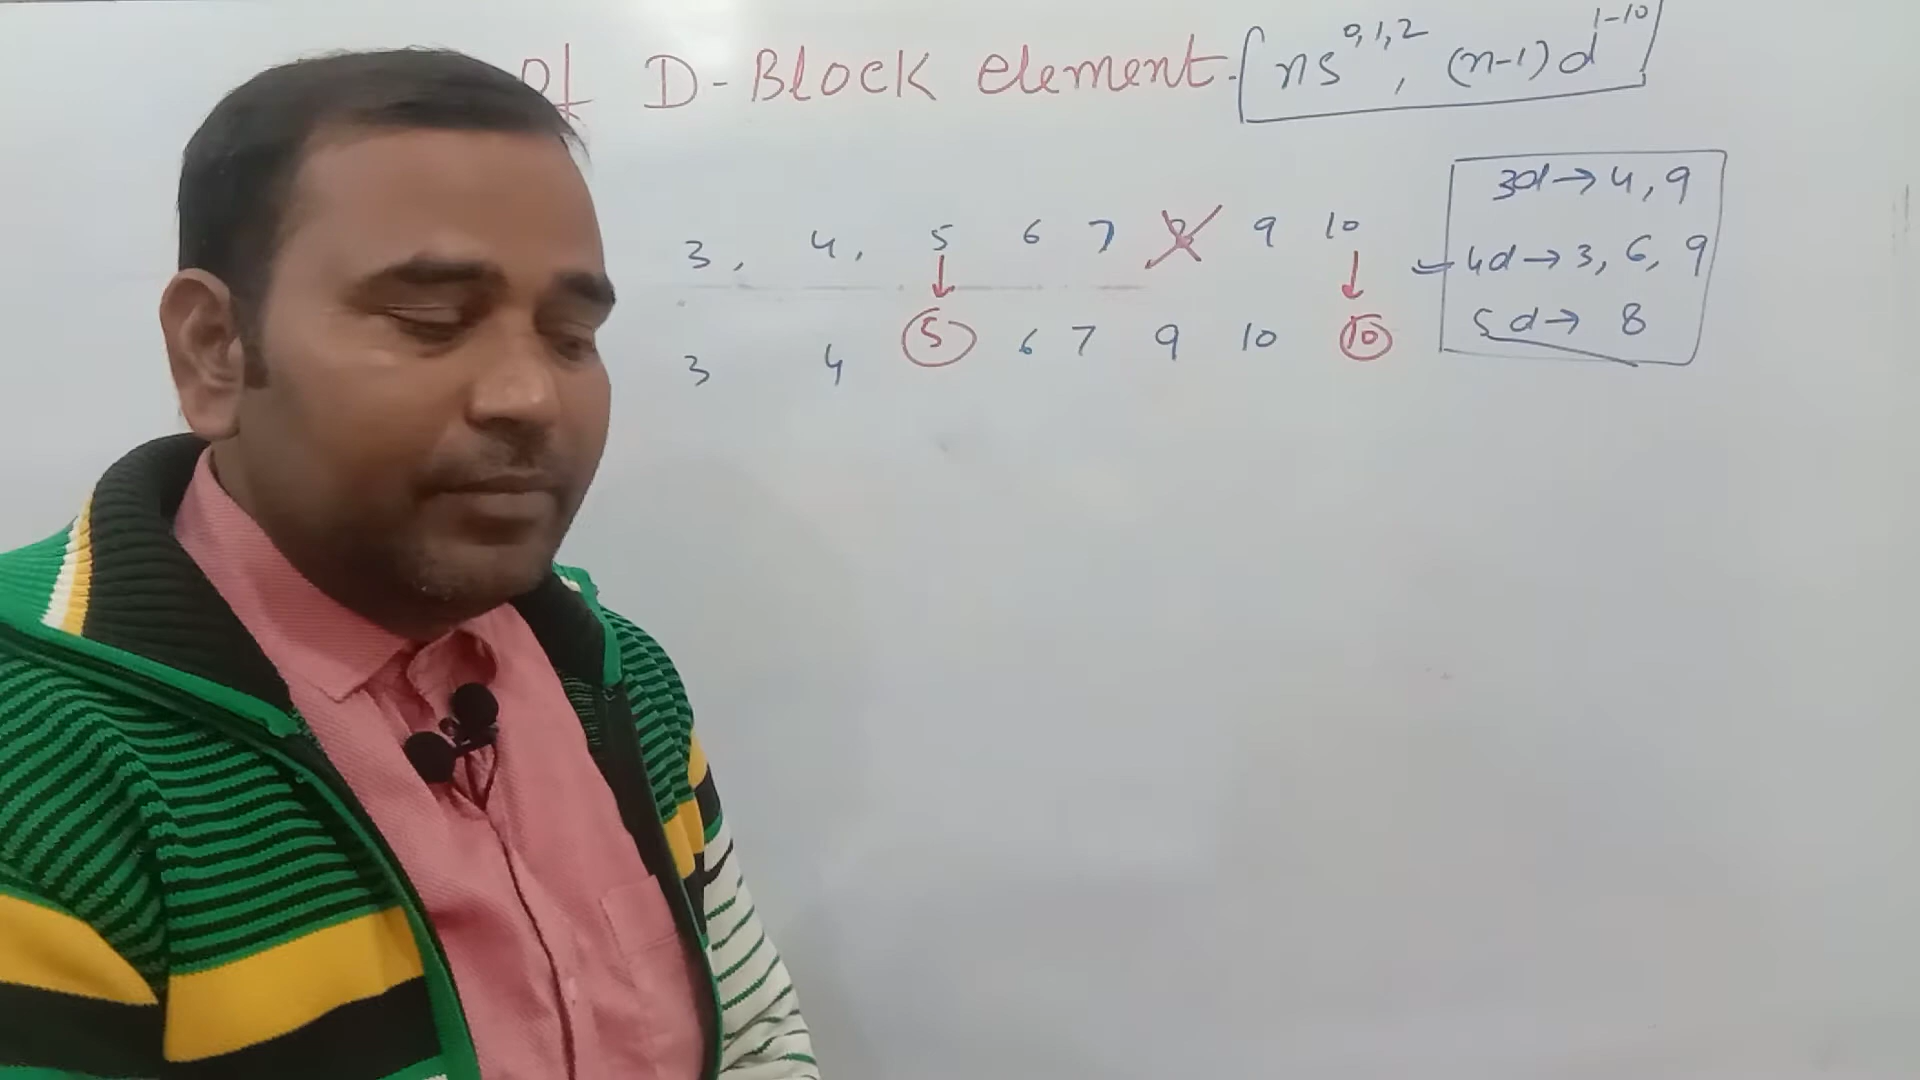 Of D-Block element - [ns^0,1,2, (n-1)d^1-10]
3, 4, 5 6 7 9 10
↓ ↓
3 4 5 6 7 9 10 10
3d→ 4, 9
4d→ 3, 6, 9
5d→ 8